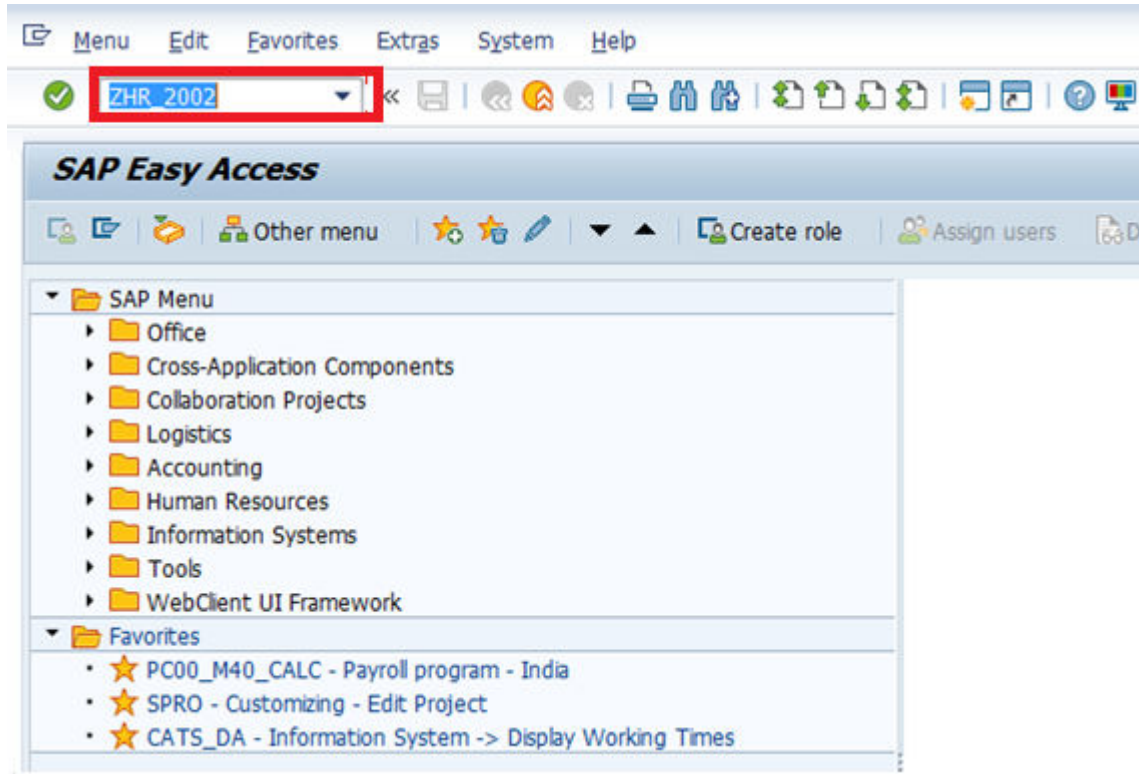 Menu Edit Favorites Extras System Help
ZHR_2002
SAP Easy Access
Other menu Create role Assign users D
SAP Menu
Office
Cross-Application Components
Collaboration Projects
Logistics
Accounting
Human Resources
Information Systems
Tools
WebClient UI Framework
Favorites
PC00_M40_CALC - Payroll program - India
SPRO - Customizing - Edit Project
CATS_DA - Information System -> Display Working Times